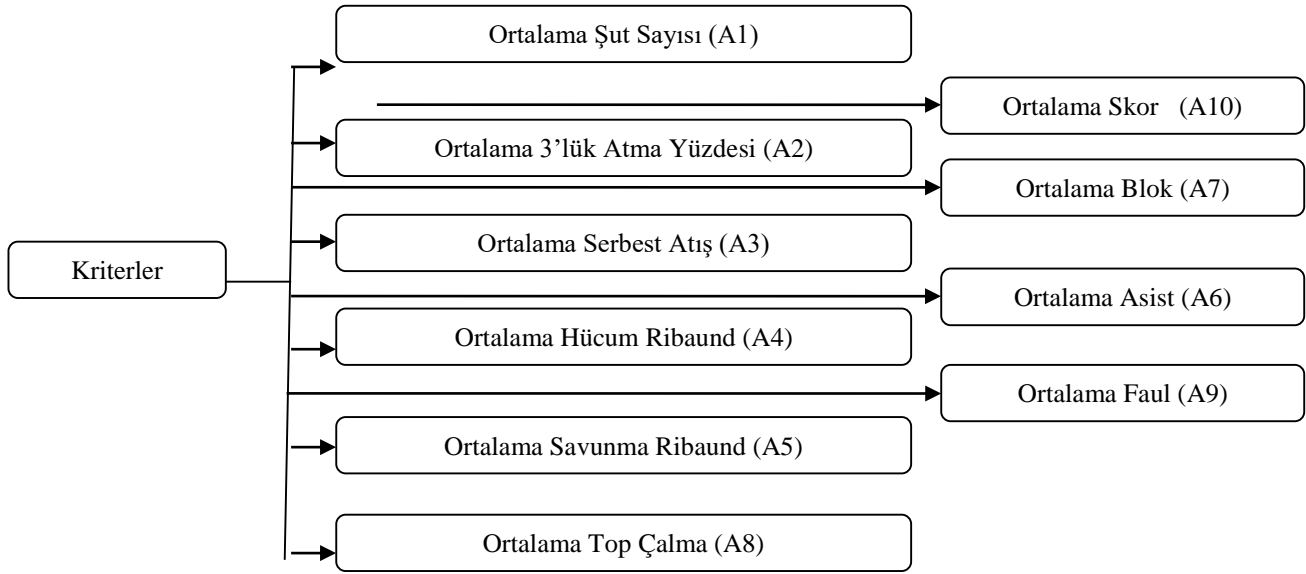 Ortalama Şut Sayısı (A1)
Ortalama Skor (A10)
Ortalama 3’lük Atma Yüzdesi (A2)
Ortalama Blok (A7)
Ortalama Serbest Atış (A3)
Kriterler
Ortalama Asist (A6)
Ortalama Hücum Ribaund (A4)
Ortalama Faul (A9)
Ortalama Savunma Ribaund (A5)
Ortalama Top Çalma (A8)